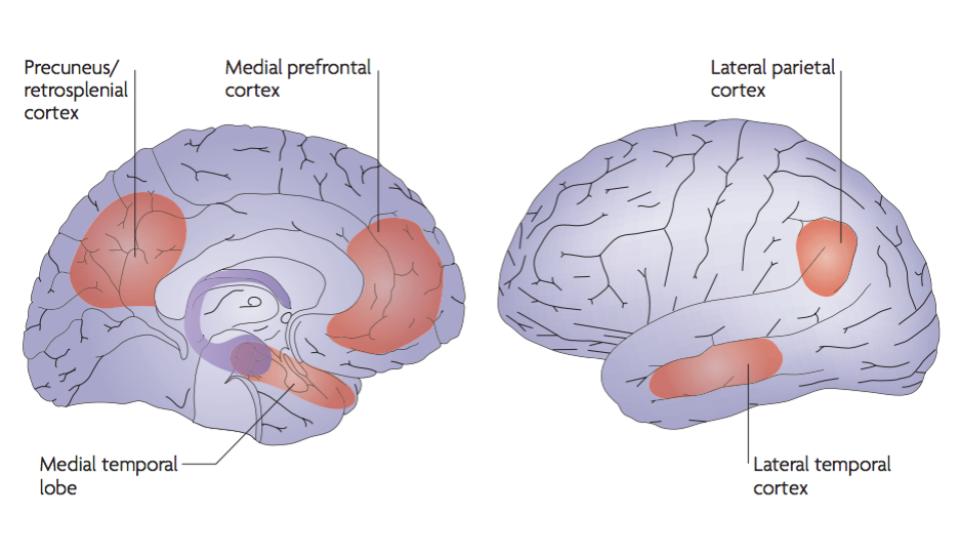 Precuneus/
retrosplenial
cortex
Medial prefrontal
cortex
Lateral parietal
cortex
Medial temporal
lobe
Lateral temporal
cortex